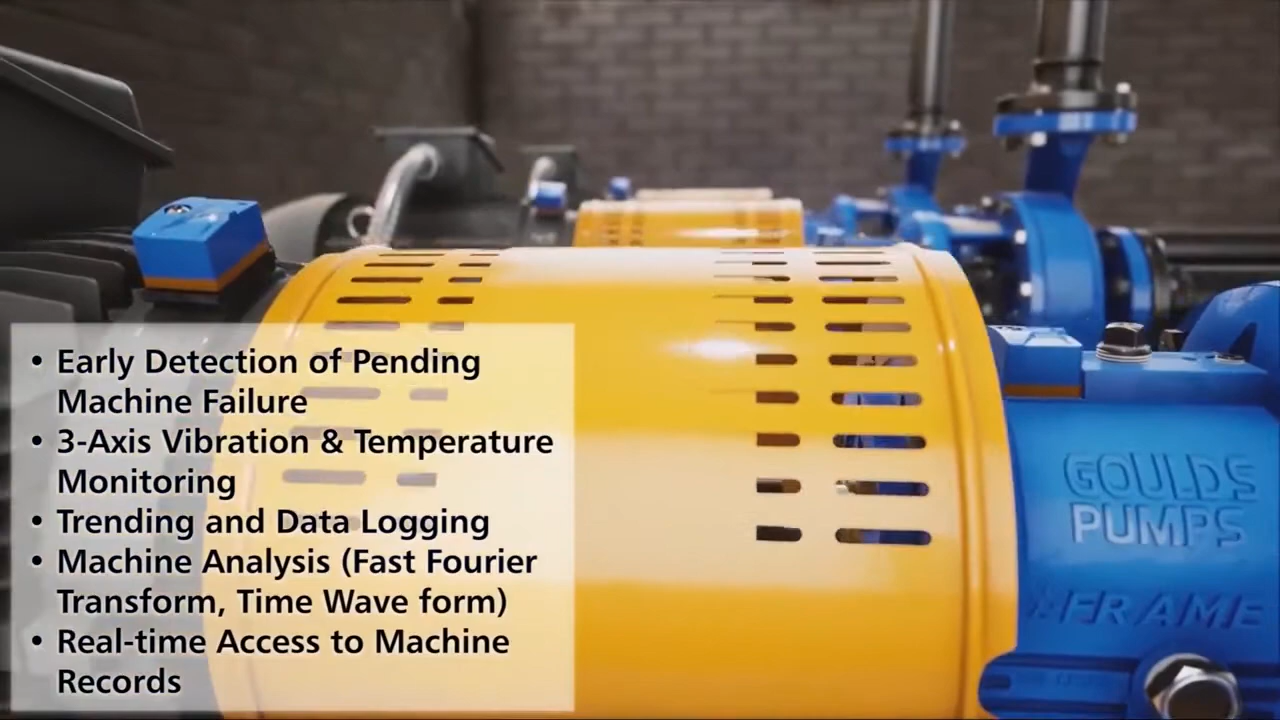 • Early Detection of Pending
Machine Failure
• 3-Axis Vibration & Temperature
Monitoring
• Trending and Data Logging
• Machine Analysis (Fast Fourier
Transform, Time Wave form)
• Real-time Access to Machine
Records
GOULDS
PUMPS
FRAME